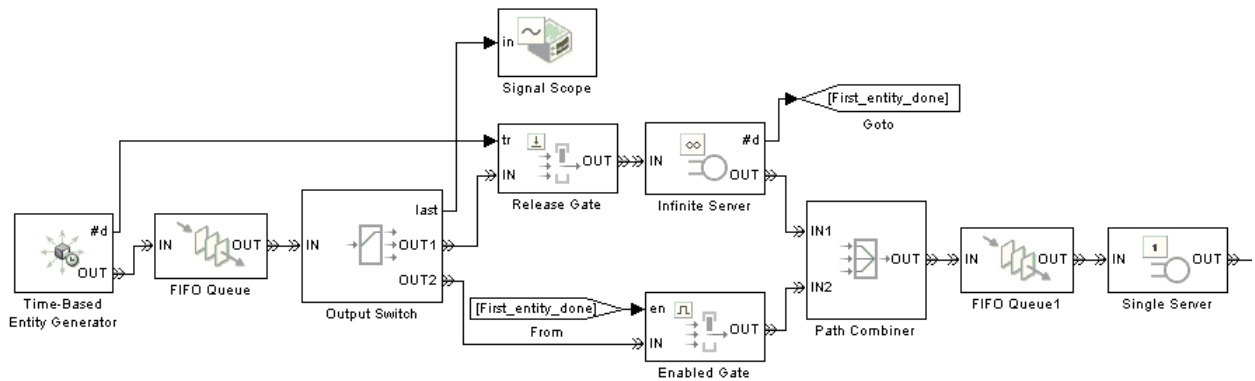 in
Signal Scope
[First_entity_done]
Goto
tr
IN
OUT
Release Gate
IN
∞
#d
OUT
Infinite Server
#d
OUT
Time-Based
Entity Generator
IN
OUT
FIFO Queue
IN
last
OUT1
OUT2
Output Switch
[First_entity_done]
From
en
IN
OUT
Enabled Gate
IN1
IN2
OUT
Path Combiner
IN
OUT
FIFO Queue1
IN
1
OUT
Single Server